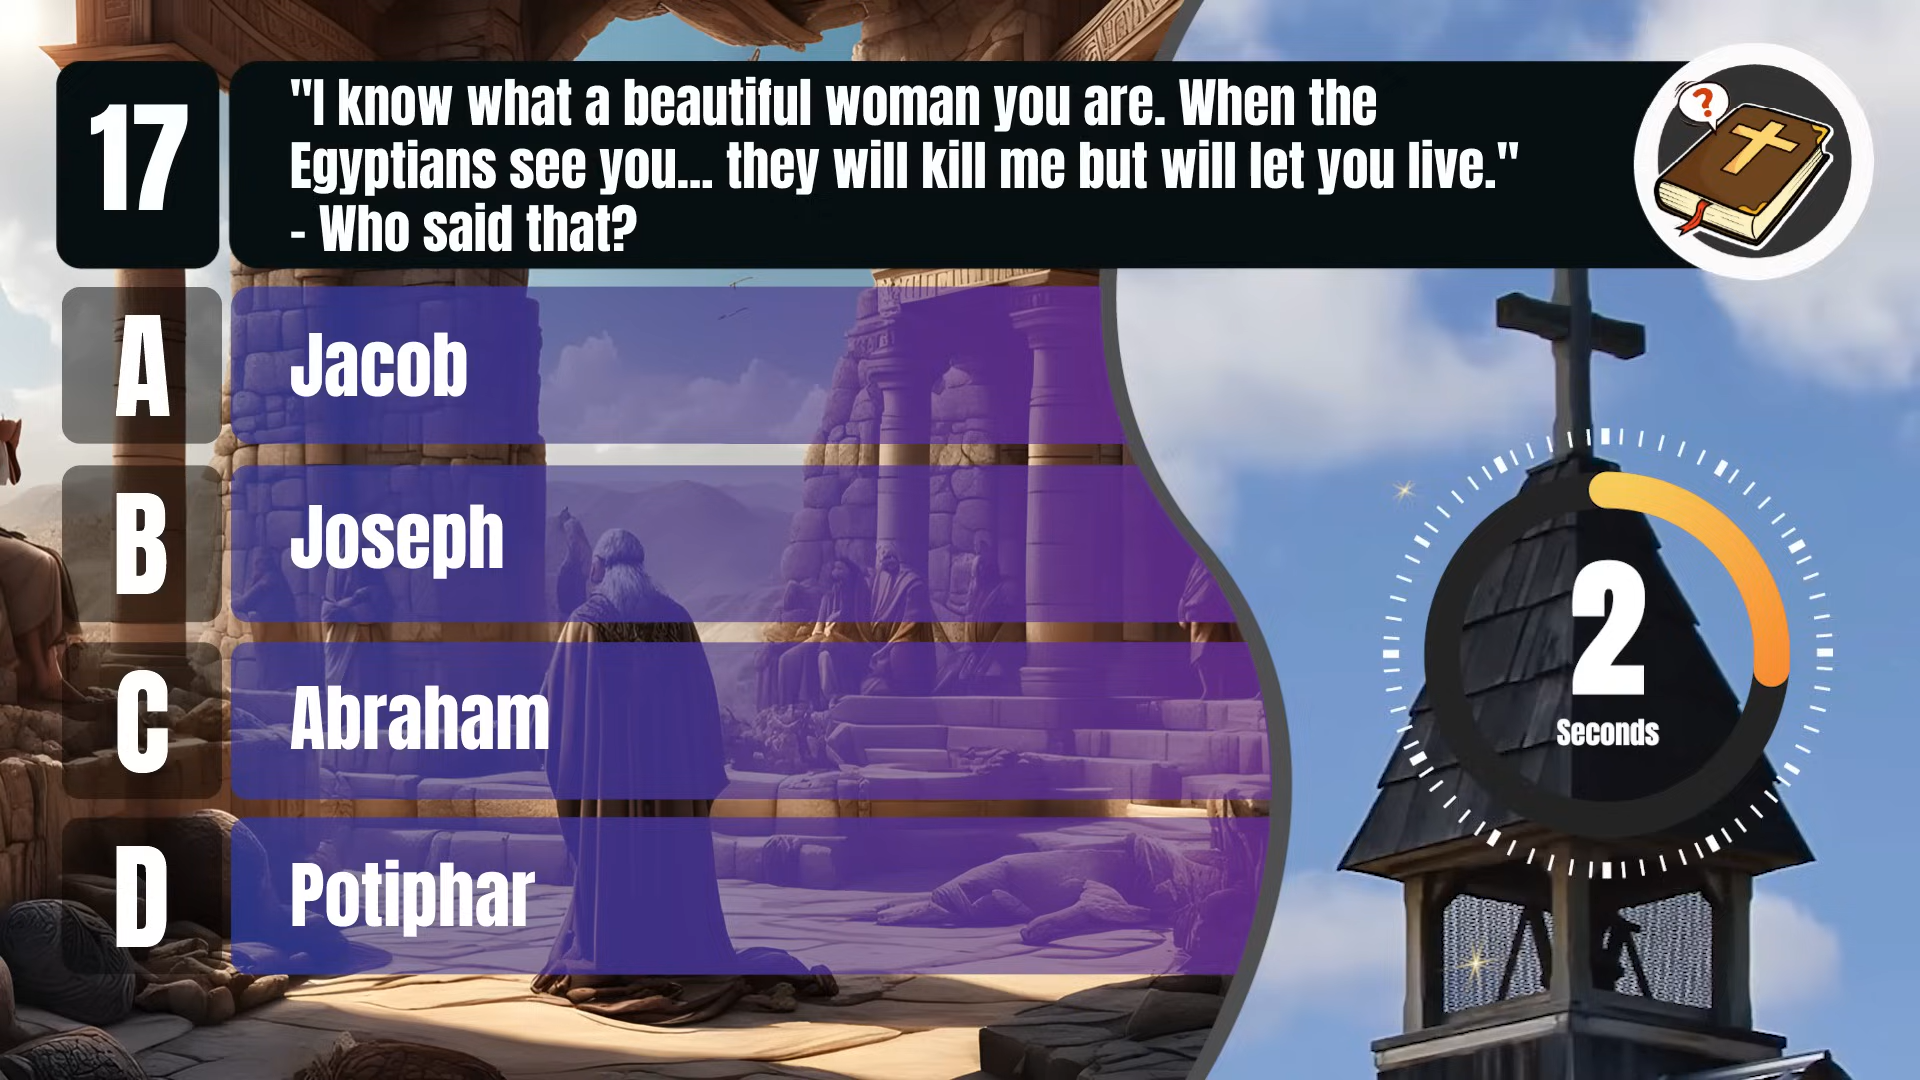 17
"I know what a beautiful woman you are. When the
Egyptians see you... they will kill me but will let you live."
- Who said that?
?
A
Jacob
B
Joseph
C
Abraham
D
Potiphar
2
Seconds